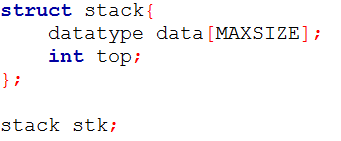 struct stack{
    datatype data[MAXSIZE];
    int top;
};

stack stk;